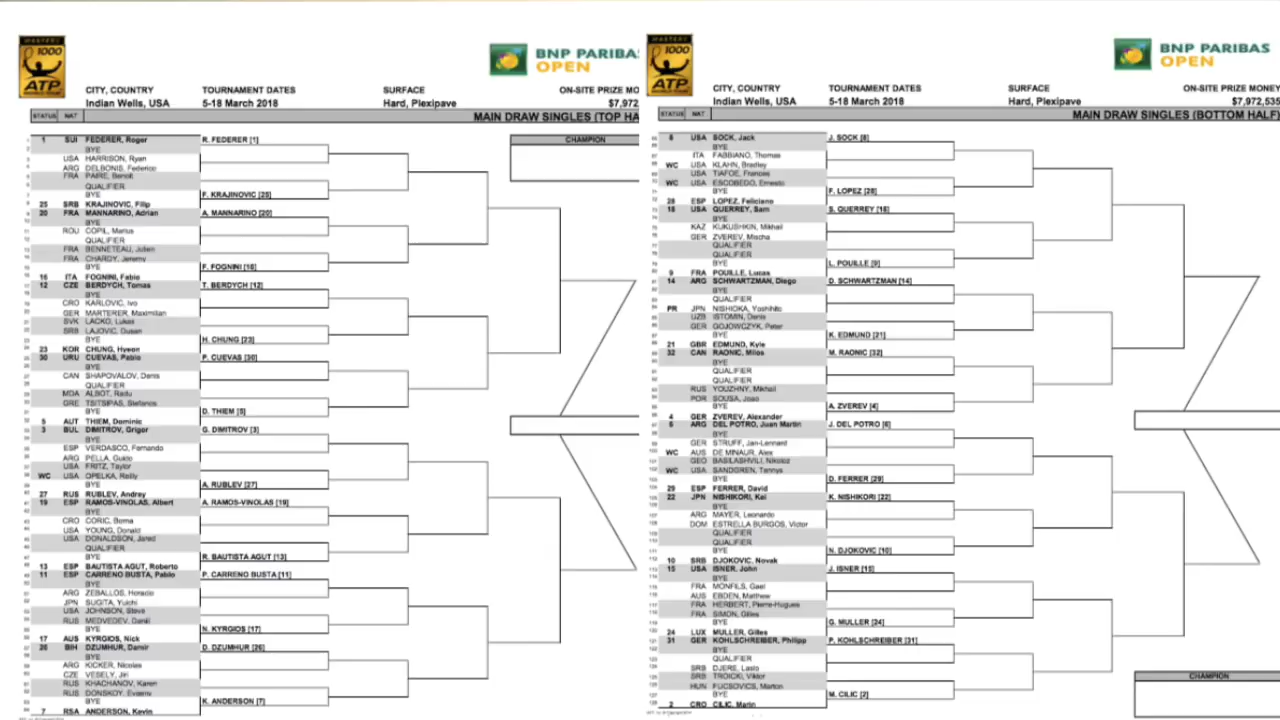 MASTERS
1000
ATP
BNP PARIBAS
OPEN
CITY, COUNTRY TOURNAMENT DATES SURFACE ON-SITE PRIZE MO
Indian Wells, USA 5-18 March 2018 Hard, Plexipave $7,972
STATUS NAT MAIN DRAW SINGLES (TOP HA
CHAMPION
1 SUI FEDERER, Roger R. FEDERER [1]
BYE
USA HARRISON, Ryan
ARG DELBONIS, Federico
FRA PAIRE, Benoit
QUALIFIER
BYE F. KRAJINOVIC [25]
25 SRB KRAJINOVIC, Filip
20 FRA MANNARINO, Adrian A. MANNARINO [20]
BYE
ROU COPIL, Marius
QUALIFIER
FRA BENNETEAU, Julien
FRA CHARDY, Jeremy
BYE F. FOGNINI [16]
16 ITA FOGNINI, Fabio
12 CZE BERDYCH, Tomas T. BERDYCH [12]
BYE
CRO KARLOVIC, Ivo
GER MARTERER, Maximilian
SVK LACKO, Lukas
SRB LAJOVIC, Dusan
BYE H. CHUNG [23]
23 KOR CHUNG, Hyeon
30 URU CUEVAS, Pablo P. CUEVAS [30]
BYE
CAN SHAPOVALOV, Denis
QUALIFIER
MDA ALBOT, Radu
GRE TSITSIPAS, Stefanos
BYE D. THIEM [5]
5 AUT THIEM, Dominic
3 BUL DIMITROV, Grigor G. DIMITROV [3]
BYE
ESP VERDASCO, Fernando
ARG PELLA, Guido
USA FRITZ, Taylor
WC USA OPELKA, Reilly
BYE A. RUBLEV [27]
27 RUS RUBLEV, Andrey
19 ESP RAMOS-VINOLAS, Albert A. RAMOS-VINOLAS [19]
BYE
CRO CORIC, Borna
USA YOUNG, Donald
USA DONALDSON, Jared
QUALIFIER
BYE R. BAUTISTA AGUT [13]
13 ESP BAUTISTA AGUT, Roberto
11 ESP CARRENO BUSTA, Pablo P. CARRENO BUSTA [11]
BYE
ARG ZEBALLOS, Horacio
JPN SUGITA, Yuichi
USA JOHNSON, Steve
RUS MEDVEDEV, Daniil
BYE N. KYRGIOS [17]
17 AUS KYRGIOS, Nick
26 BIH DZUMHUR, Damir D. DZUMHUR [26]
BYE
ARG KICKER, Nicolas
CZE VESELY, Jiri
RUS KHACHANOV, Karen
RUS DONSKOY, Evgeny
BYE K. ANDERSON [7]
7 RSA ANDERSON, Kevin
MASTERS
1000
ATP
BNP PARIBAS
OPEN
CITY, COUNTRY TOURNAMENT DATES SURFACE ON-SITE PRIZE MONEY
Indian Wells, USA 5-18 March 2018 Hard, Plexipave $7,972,535
STATUS NAT MAIN DRAW SINGLES (BOTTOM HALF)
8 USA SOCK, Jack J. SOCK [8]
BYE
ITA FABBIANO, Thomas
WC USA KLAHN, Bradley
USA TIAFOE, Frances
WC USA ESCOBEDO, Ernesto
BYE F. LOPEZ [28]
28 ESP LOPEZ, Feliciano
18 USA QUERREY, Sam S. QUERREY [18]
BYE
KAZ KUKUSHKIN, Mikhail
GER ZVEREV, Mischa
QUALIFIER
QUALIFIER
BYE L. POUILLE [9]
9 FRA POUILLE, Lucas
14 ARG SCHWARTZMAN, Diego D. SCHWARTZMAN [14]
BYE
QUALIFIER
PR JPN NISHIOKA, Yoshihito
UZB ISTOMIN, Denis
GER GOJOWCZYK, Peter
BYE K. EDMUND [21]
21 GBR EDMUND, Kyle
32 CAN RAONIC, Milos M. RAONIC [32]
BYE
QUALIFIER
QUALIFIER
RUS YOUZHNY, Mikhail
POR SOUSA, Joao
BYE A. ZVEREV [4]
4 GER ZVEREV, Alexander
6 ARG DEL POTRO, Juan Martin J. DEL POTRO [6]
BYE
GER STRUFF, Jan-Lennard
WC AUS DE MINAUR, Alex
GEO BASILASHVILI, Nikoloz
WC USA SANDGREN, Tennys
BYE D. FERRER [29]
29 ESP FERRER, David
22 JPN NISHIKORI, Kei K. NISHIKORI [22]
BYE
ARG MAYER, Leonardo
DOM ESTRELLA BURGOS, Victor
QUALIFIER
QUALIFIER
BYE N. DJOKOVIC [10]
10 SRB DJOKOVIC, Novak
15 USA ISNER, John J. ISNER [15]
BYE
FRA MONFILS, Gael
AUS EBDEN, Matthew
FRA HERBERT, Pierre-Hugues
FRA SIMON, Gilles
BYE G. MULLER [24]
24 LUX MULLER, Gilles
31 GER KOHLSCHREIBER, Philipp P. KOHLSCHREIBER [31]
BYE
QUALIFIER
SRB DJERE, Laslo
SRB TROICKI, Viktor
HUN FUCSOVICS, Marton
BYE M. CILIC [2]
2 CRO CILIC, Marin
CHAMPION